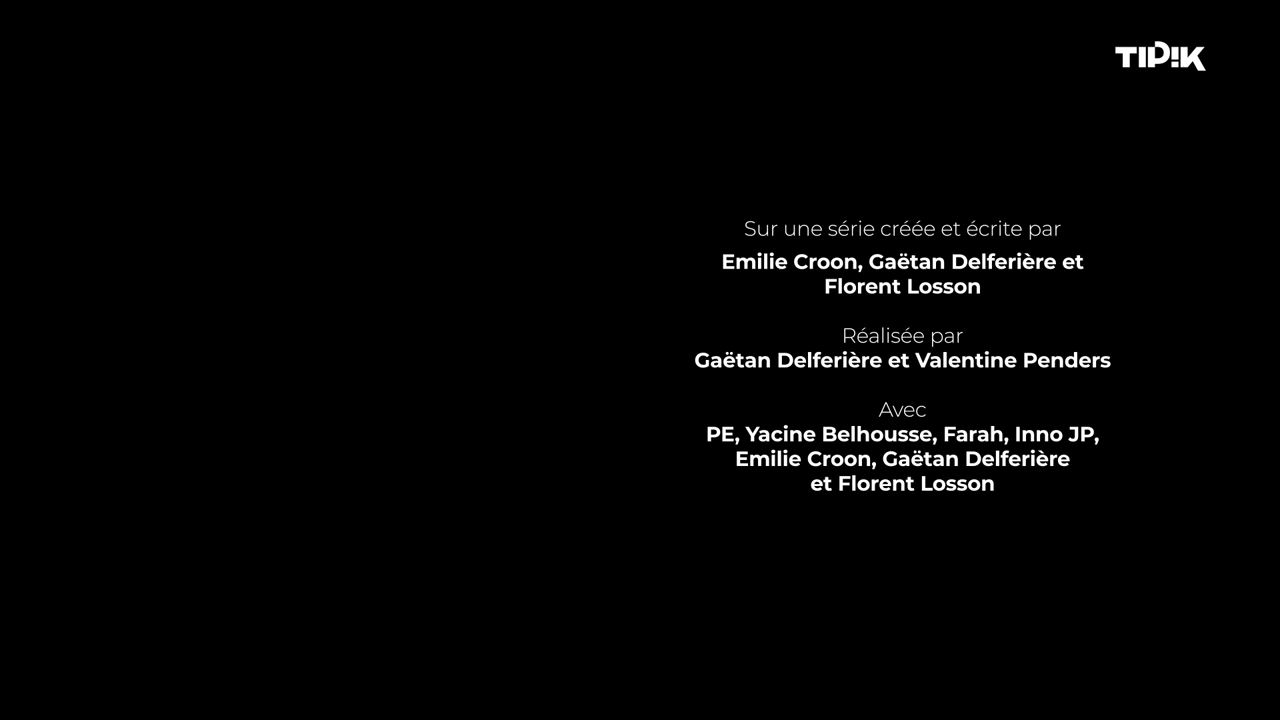 TIPIK
Sur une série créée et écrite par
Emilie Croon, Gaëtan Delferière et
Florent Losson
Réalisée par
Gaëtan Delferière et Valentine Penders
Avec
PE, Yacine Belhousse, Farah, Inno JP,
Emilie Croon, Gaëtan Delferière
et Florent Losson